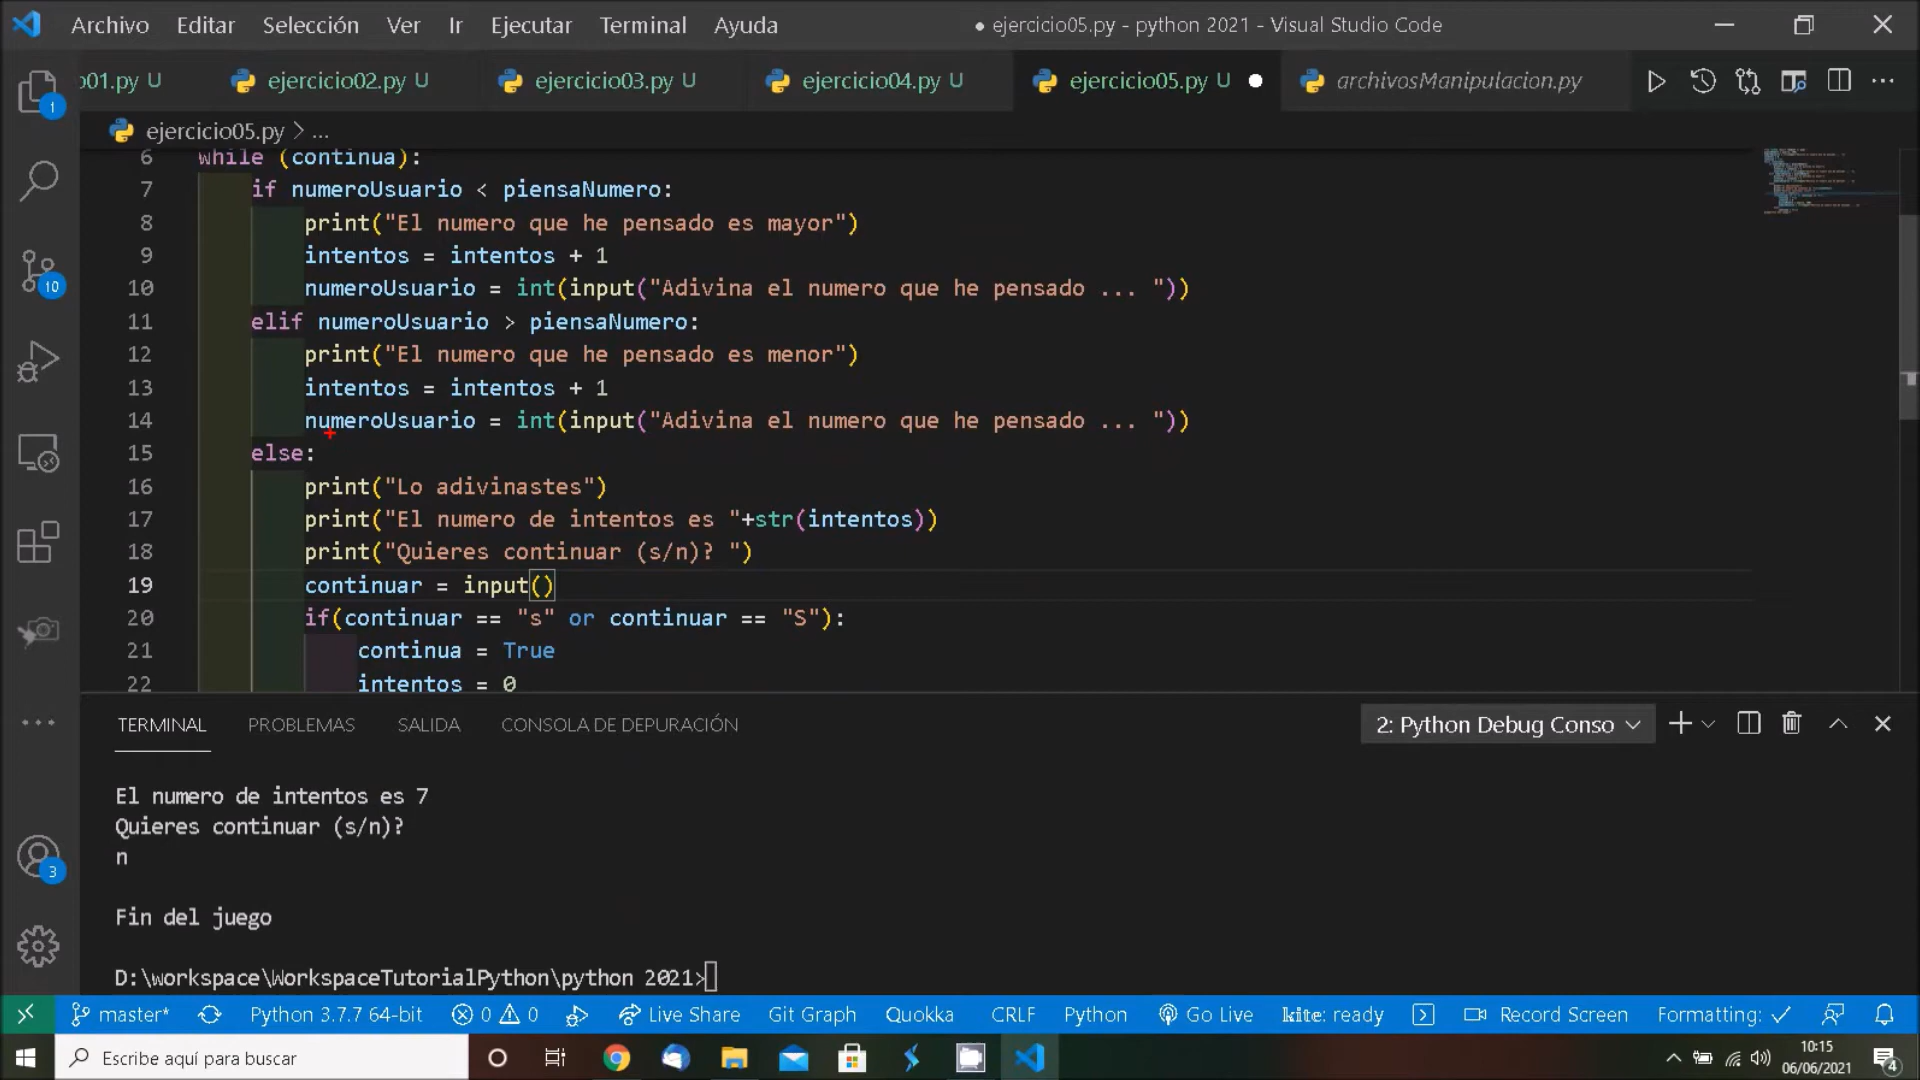 Archivo Editar Selección Ver Ir Ejecutar Terminal Ayuda ● ejercicio05.py - python 2021 - Visual Studio Code
o01.py U ejercicio02.py U ejercicio03.py U ejercicio04.py U ejercicio05.py U archivosManipulacion.py
ejercicio05.py > ...
6 while (continua):
7 if numeroUsuario < piensaNumero:
8 print("El numero que he pensado es mayor")
9 intentos = intentos + 1
10 numeroUsuario = int(input("Adivina el numero que he pensado ... "))
11 elif numeroUsuario > piensaNumero:
12 print("El numero que he pensado es menor")
13 intentos = intentos + 1
14 numeroUsuario = int(input("Adivina el numero que he pensado ... "))
15 else:
16 print("Lo adivinastes")
17 print("El numero de intentos es "+str(intentos))
18 print("Quieres continuar (s/n)? ")
19 continuar = input()
20 if(continuar == "s" or continuar == "S"):
21 continua = True
22 intentos = 0
1
10
3
TERMINAL PROBLEMAS SALIDA CONSOLA DE DEPURACIÓN 2: Python Debug Conso
El numero de intentos es 7
Quieres continuar (s/n)?
n
Fin del juego
D:\workspace\WorkspaceTutorialPython\python 2021>
master* Python 3.7.7 64-bit 0 0 Live Share Git Graph Quokka CRLF Python Go Live kite: ready Record Screen Formatting: ✓
Escribe aquí para buscar
10:15
06/06/2021
4